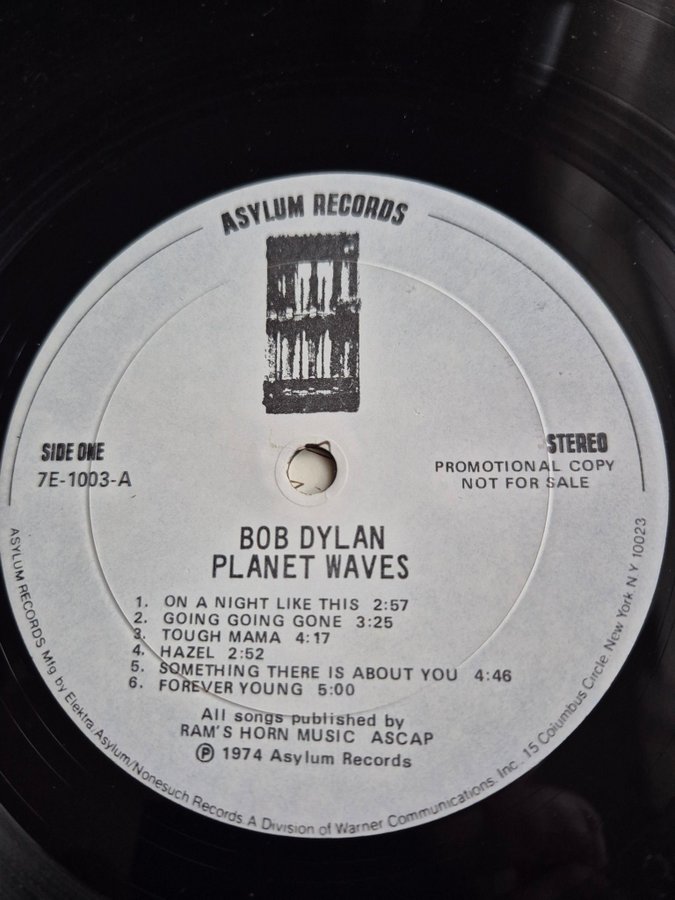 ASYLUM RECORDS
SIDE ONE
7E-1003-A
STEREO
PROMOTIONAL COPY
NOT FOR SALE
BOB DYLAN
PLANET WAVES
1. ON A NIGHT LIKE THIS 2:57
2. GOING GOING GONE 3:25
3. TOUGH MAMA 4:17
4. HAZEL 2:52
5. SOMETHING THERE IS ABOUT YOU 4:46
6. FOREVER YOUNG 5:00
All songs published by
RAM'S HORN MUSIC ASCAP
℗ 1974 Asylum Records
ASYLUM RECORDS Mfg by Elektra/Asylum/Nonesuch Records A Division of Warner Communications. Inc. 15 Columbus Circle New York N Y 10023